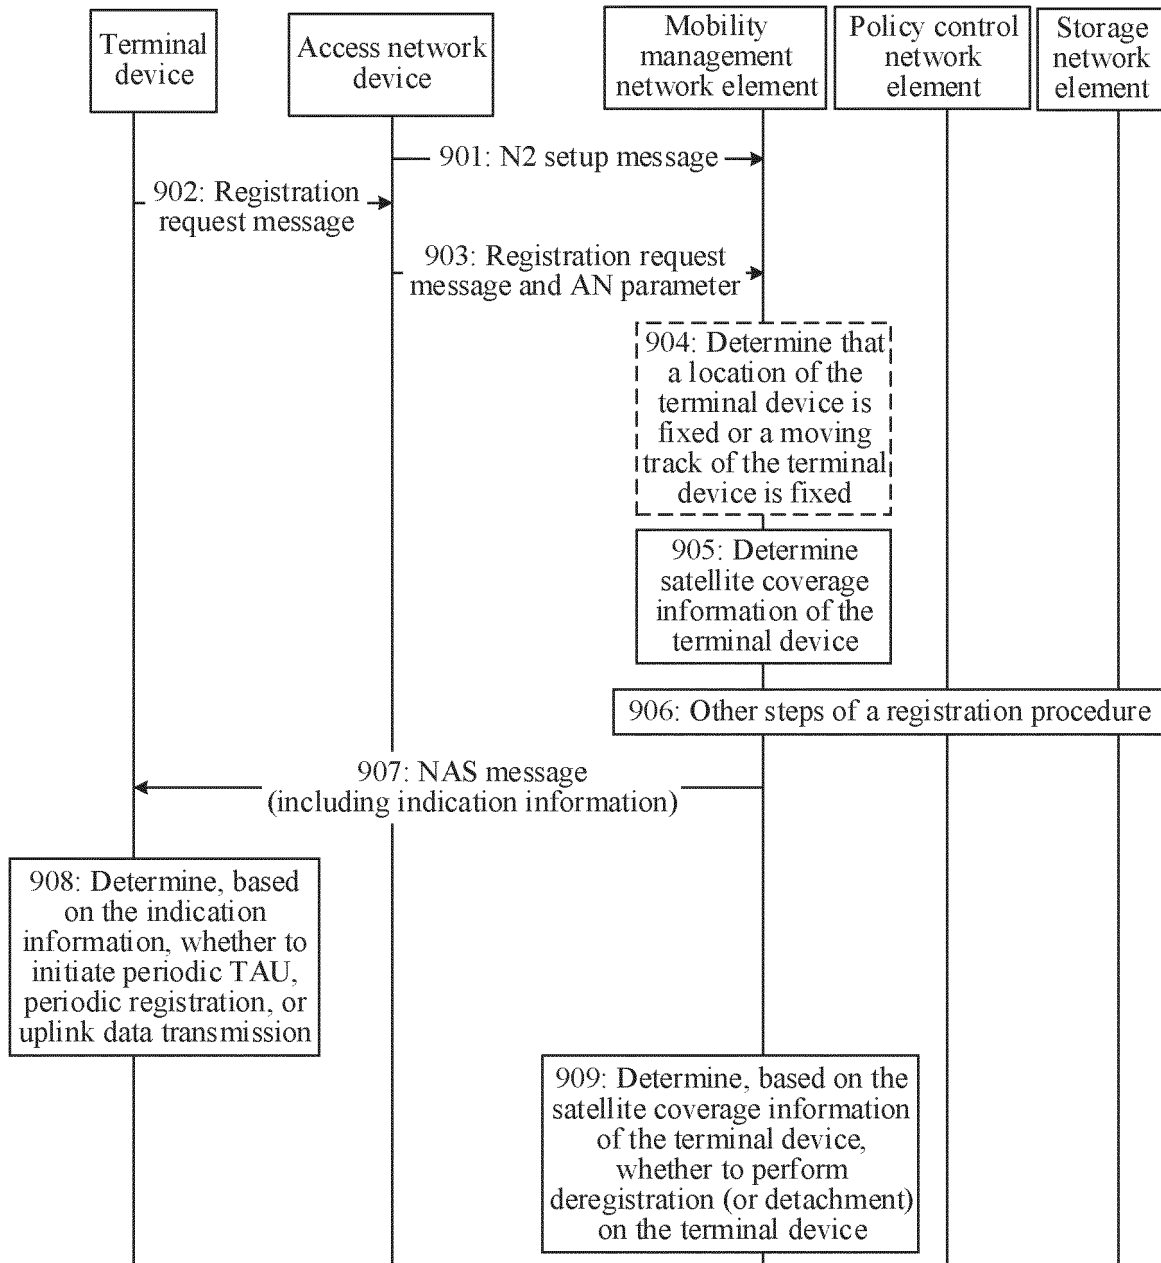 Terminal
device
Access network
device
Mobility
management
network element
Policy control
network
element
Storage
network
element
901: N2 setup message
902: Registration
request message
903: Registration request
message and AN parameter
904: Determine that
a location of the
terminal device is
fixed or a moving
track of the terminal
device is fixed
905: Determine
satellite coverage
information of the
terminal device
906: Other steps of a registration procedure
907: NAS message
(including indication information)
908: Determine, based
on the indication
information, whether to
initiate periodic TAU,
periodic registration, or
uplink data transmission
909: Determine, based on the
satellite coverage information
of the terminal device,
whether to perform
deregistration (or detachment)
on the terminal device